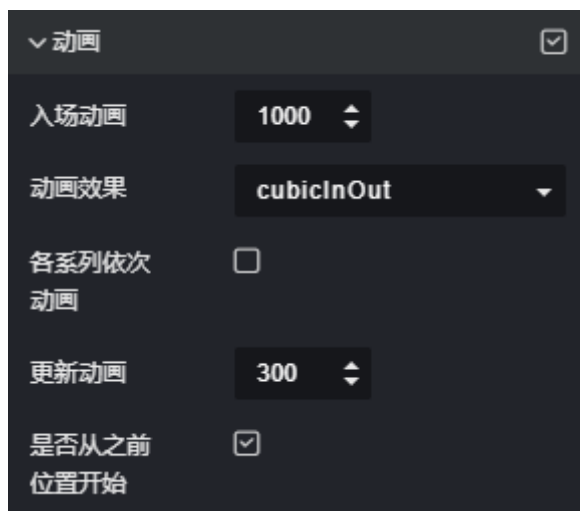 动画
入场动画 1000
动画效果 cubicInOut
各系列依次
动画
更新动画 300
是否从之前
位置开始